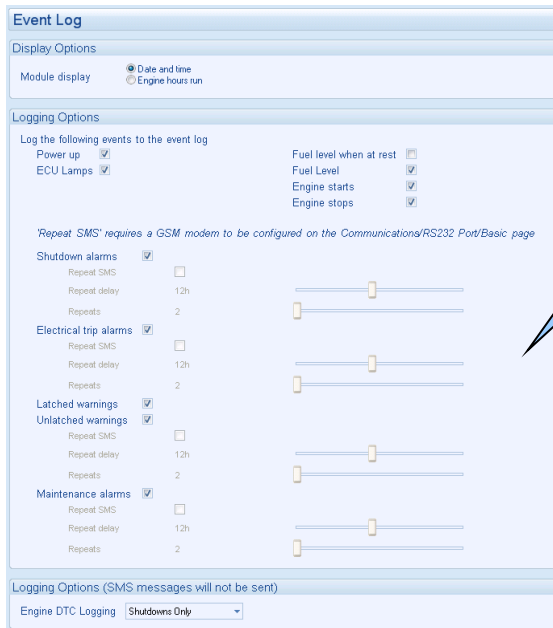 Event Log
Display Options
Module display
Date and time
Engine hours run
Logging Options
Log the following events to the event log
Power up
Fuel level when at rest
ECU Lamps
Fuel Level
Engine starts
Engine stops
'Repeat SMS' requires a GSM modem to be configured on the Communications/RS232 Port/Basic page
Shutdown alarms
Repeat SMS
Repeat delay 12h
Repeats 2
Electrical trip alarms
Repeat SMS
Repeat delay 12h
Repeats 2
Latched warnings
Unlatched warnings
Repeat SMS
Repeat delay 12h
Repeats 2
Maintenance alarms
Repeat SMS
Repeat delay 12h
Repeats 2
Logging Options (SMS messages will not be sent)
Engine DTC Logging Shutdowns Only